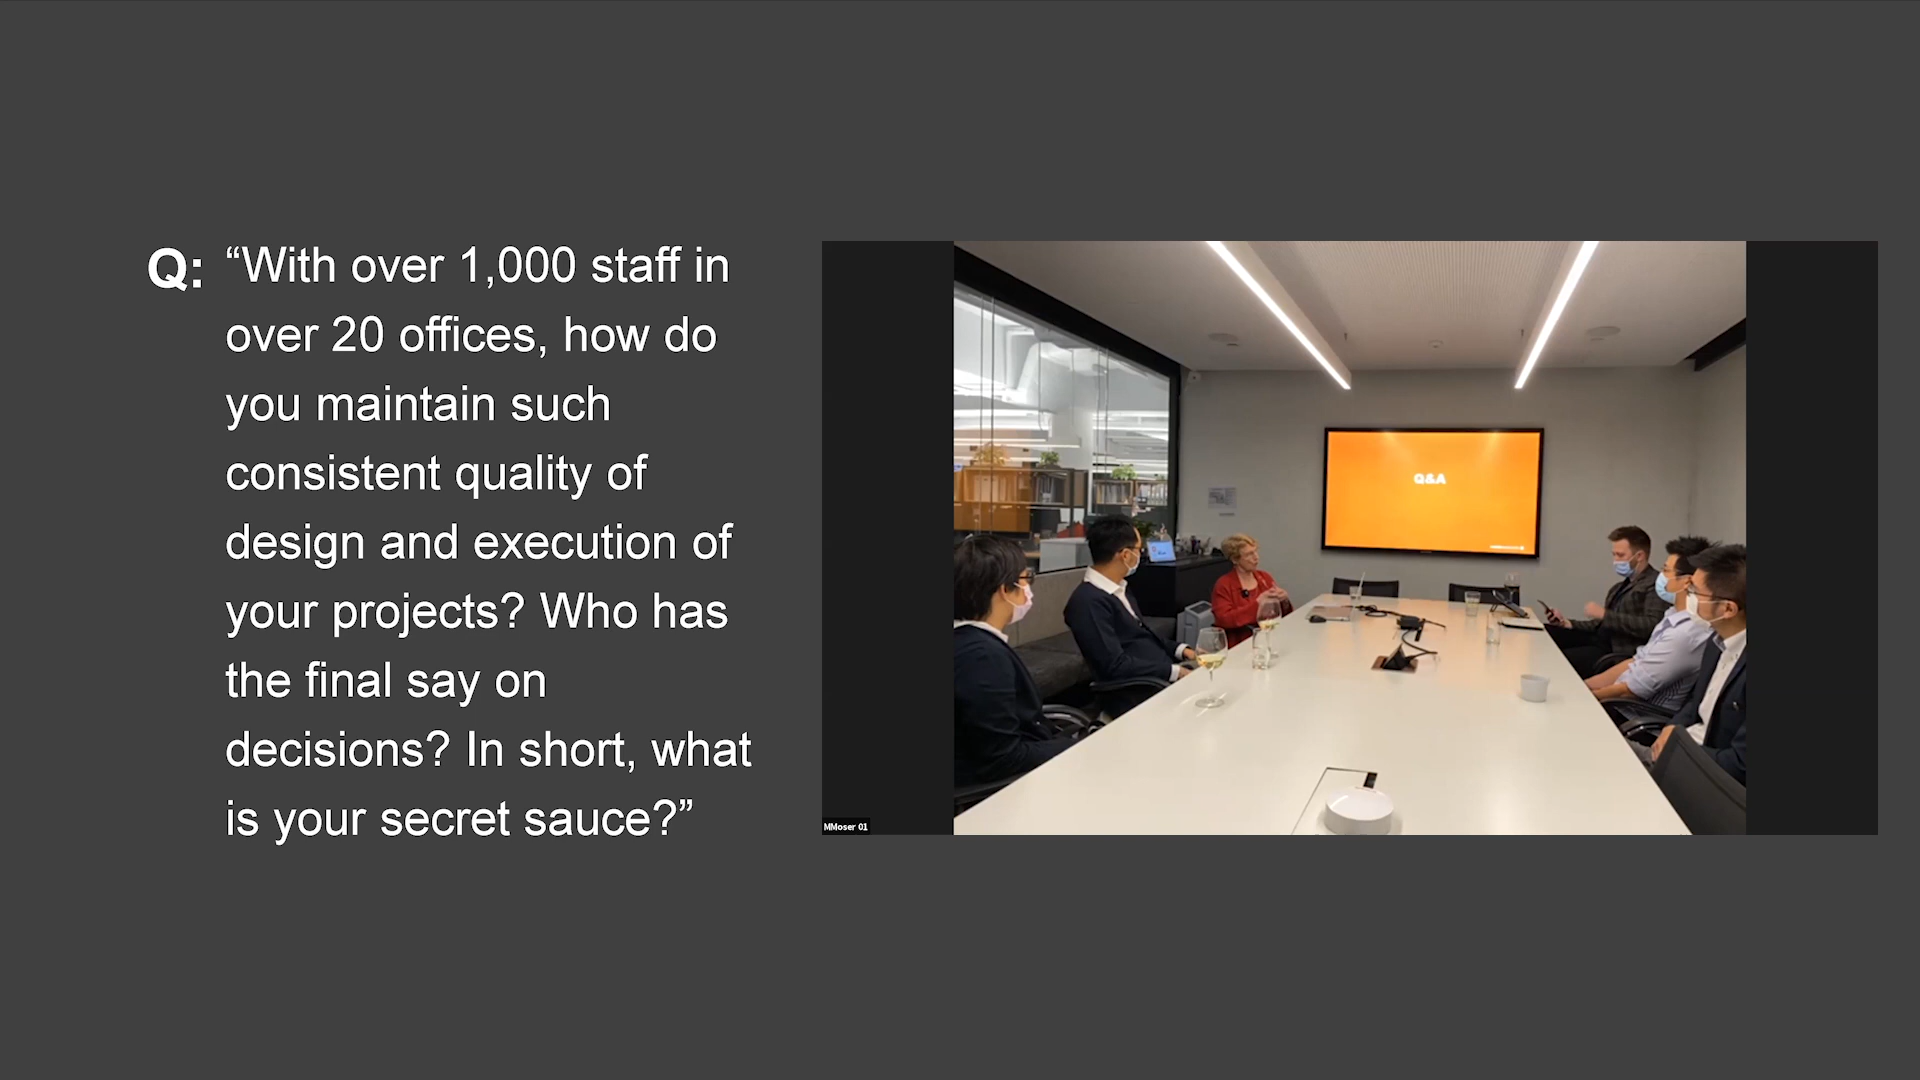 Q: “With over 1,000 staff in
over 20 offices, how do
you maintain such
consistent quality of
design and execution of
your projects? Who has
the final say on
decisions? In short, what
is your secret sauce?”
Q&A
MMoser 01